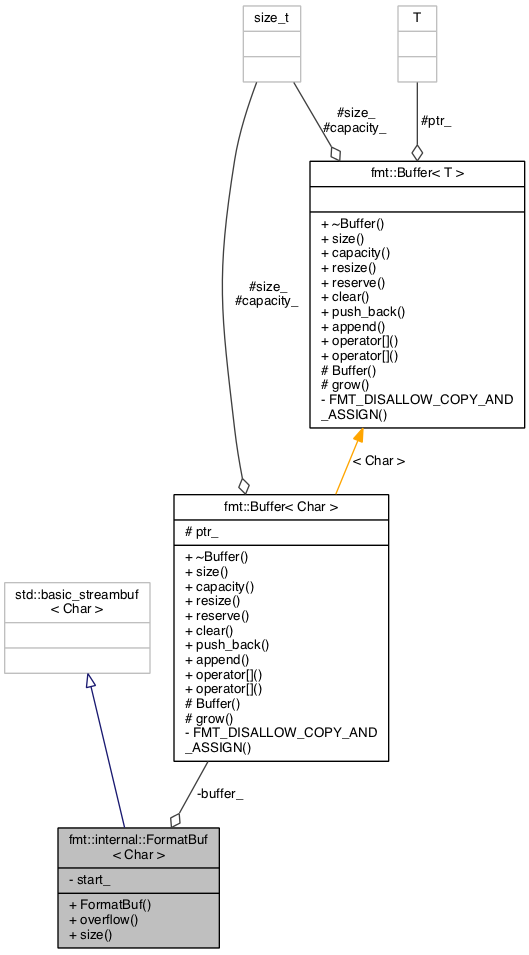 size_t
T
#size_
#capacity_
#ptr_
fmt::Buffer< T >
+ ~Buffer()
+ size()
+ capacity()
+ resize()
+ reserve()
+ clear()
+ push_back()
+ append()
+ operator[]()
+ operator[]()
# Buffer()
# grow()
- FMT_DISALLOW_COPY_AND
_ASSIGN()
#size_
#capacity_
< Char >
fmt::Buffer< Char >
# ptr_
+ ~Buffer()
+ size()
+ capacity()
+ resize()
+ reserve()
+ clear()
+ push_back()
+ append()
+ operator[]()
+ operator[]()
# Buffer()
# grow()
- FMT_DISALLOW_COPY_AND
_ASSIGN()
std::basic_streambuf
< Char >
-buffer_
fmt::internal::FormatBuf
< Char >
- start_
+ FormatBuf()
+ overflow()
+ size()